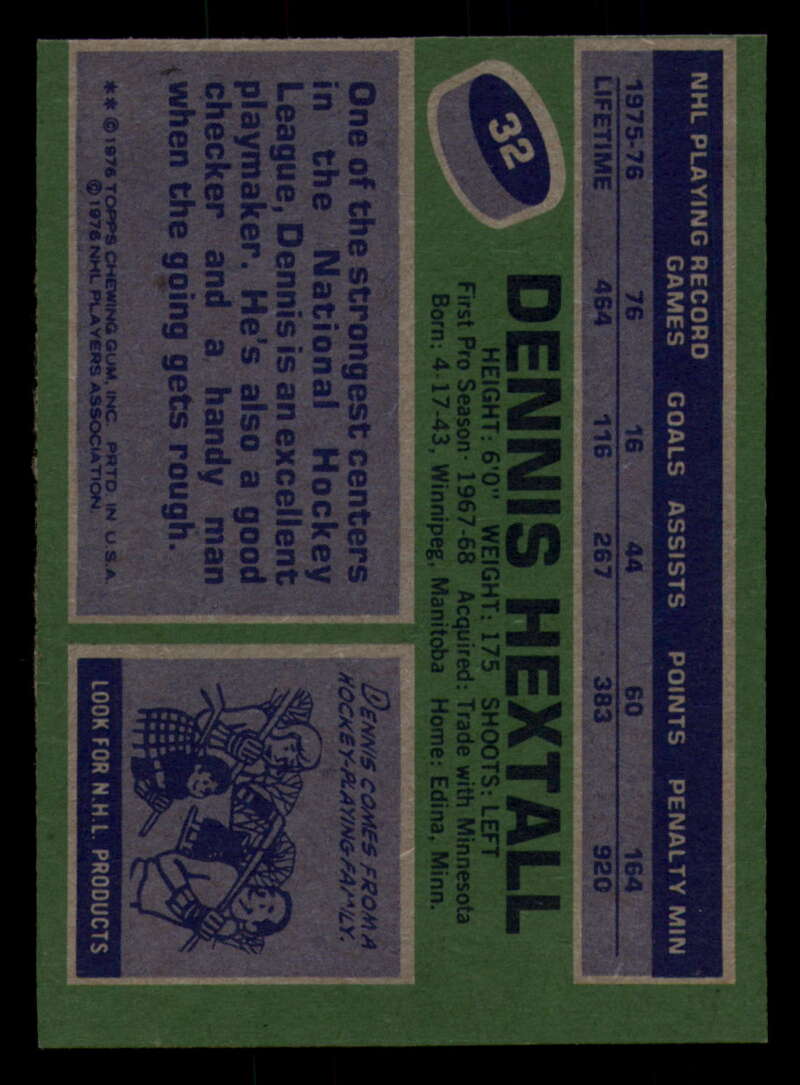 NHL PLAYING RECORD
GAMES GOALS ASSISTS POINTS PENALTY MIN
1975-76 76 16 44 60 164
LIFETIME 464 116 267 383 920
32
DENNIS HEXTALL
HEIGHT: 6'0" WEIGHT: 175 SHOOTS: LEFT
First Pro Season: 1967-68 Acquired: Trade with Minnesota
Born: 4-17-43, Winnipeg, Manitoba Home: Edina, Minn.
One of the strongest centers
in the National Hockey
League, Dennis is an excellent
playmaker. He's also a good
checker and a handy man
when the going gets rough.
** © 1976 TOPPS CHEWING GUM, INC. PRTD. IN U.S.A.
© 1976 NHL PLAYERS ASSOCIATION.
DENNIS COMES FROM A
HOCKEY-PLAYING FAMILY.
LOOK FOR N.H.L. PRODUCTS